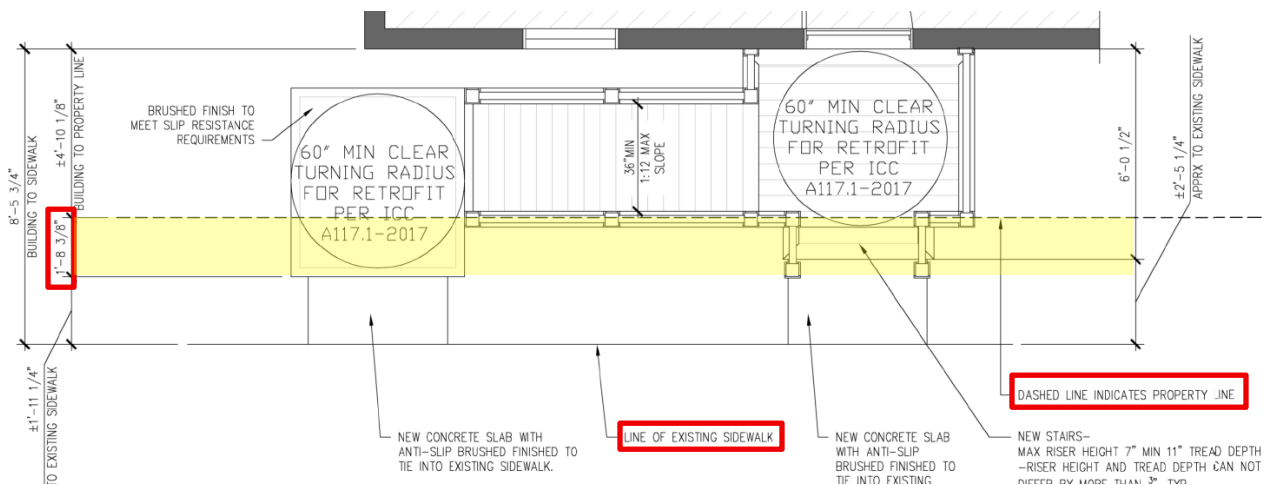 8'-5 3/4"
BUILDING TO SIDEWALK
±4'-10 1/8"
BUILDING TO PROPERTY LINE
1'-8 3/8"
±1'-11 1/4"
TO EXISTING SIDEWALK
BRUSHED FINISH TO
MEET SLIP RESISTANCE
REQUIREMENTS
60" MIN CLEAR
TURNING RADIUS
FOR RETROFIT
PER ICC
A117.1-2017
36"MIN
1:12 MAX
SLOPE
60" MIN CLEAR
TURNING RADIUS
FOR RETROFIT
PER ICC
A117.1-2017
6'-0 1/2"
±2'-5 1/4"
APPRX TO EXISTING SIDEWALK
NEW CONCRETE SLAB WITH
ANTI-SLIP BRUSHED FINISHED TO
TIE INTO EXISTING SIDEWALK.
LINE OF EXISTING SIDEWALK
NEW CONCRETE SLAB
WITH ANTI-SLIP
BRUSHED FINISHED TO
TIE INTO EXISTING
DASHED LINE INDICATES PROPERTY LINE
NEW STAIRS-
MAX RISER HEIGHT 7" MIN 11" TREAD DEPTH
-RISER HEIGHT AND TREAD DEPTH CAN NOT
DIFFER BY MORE THAN TYP